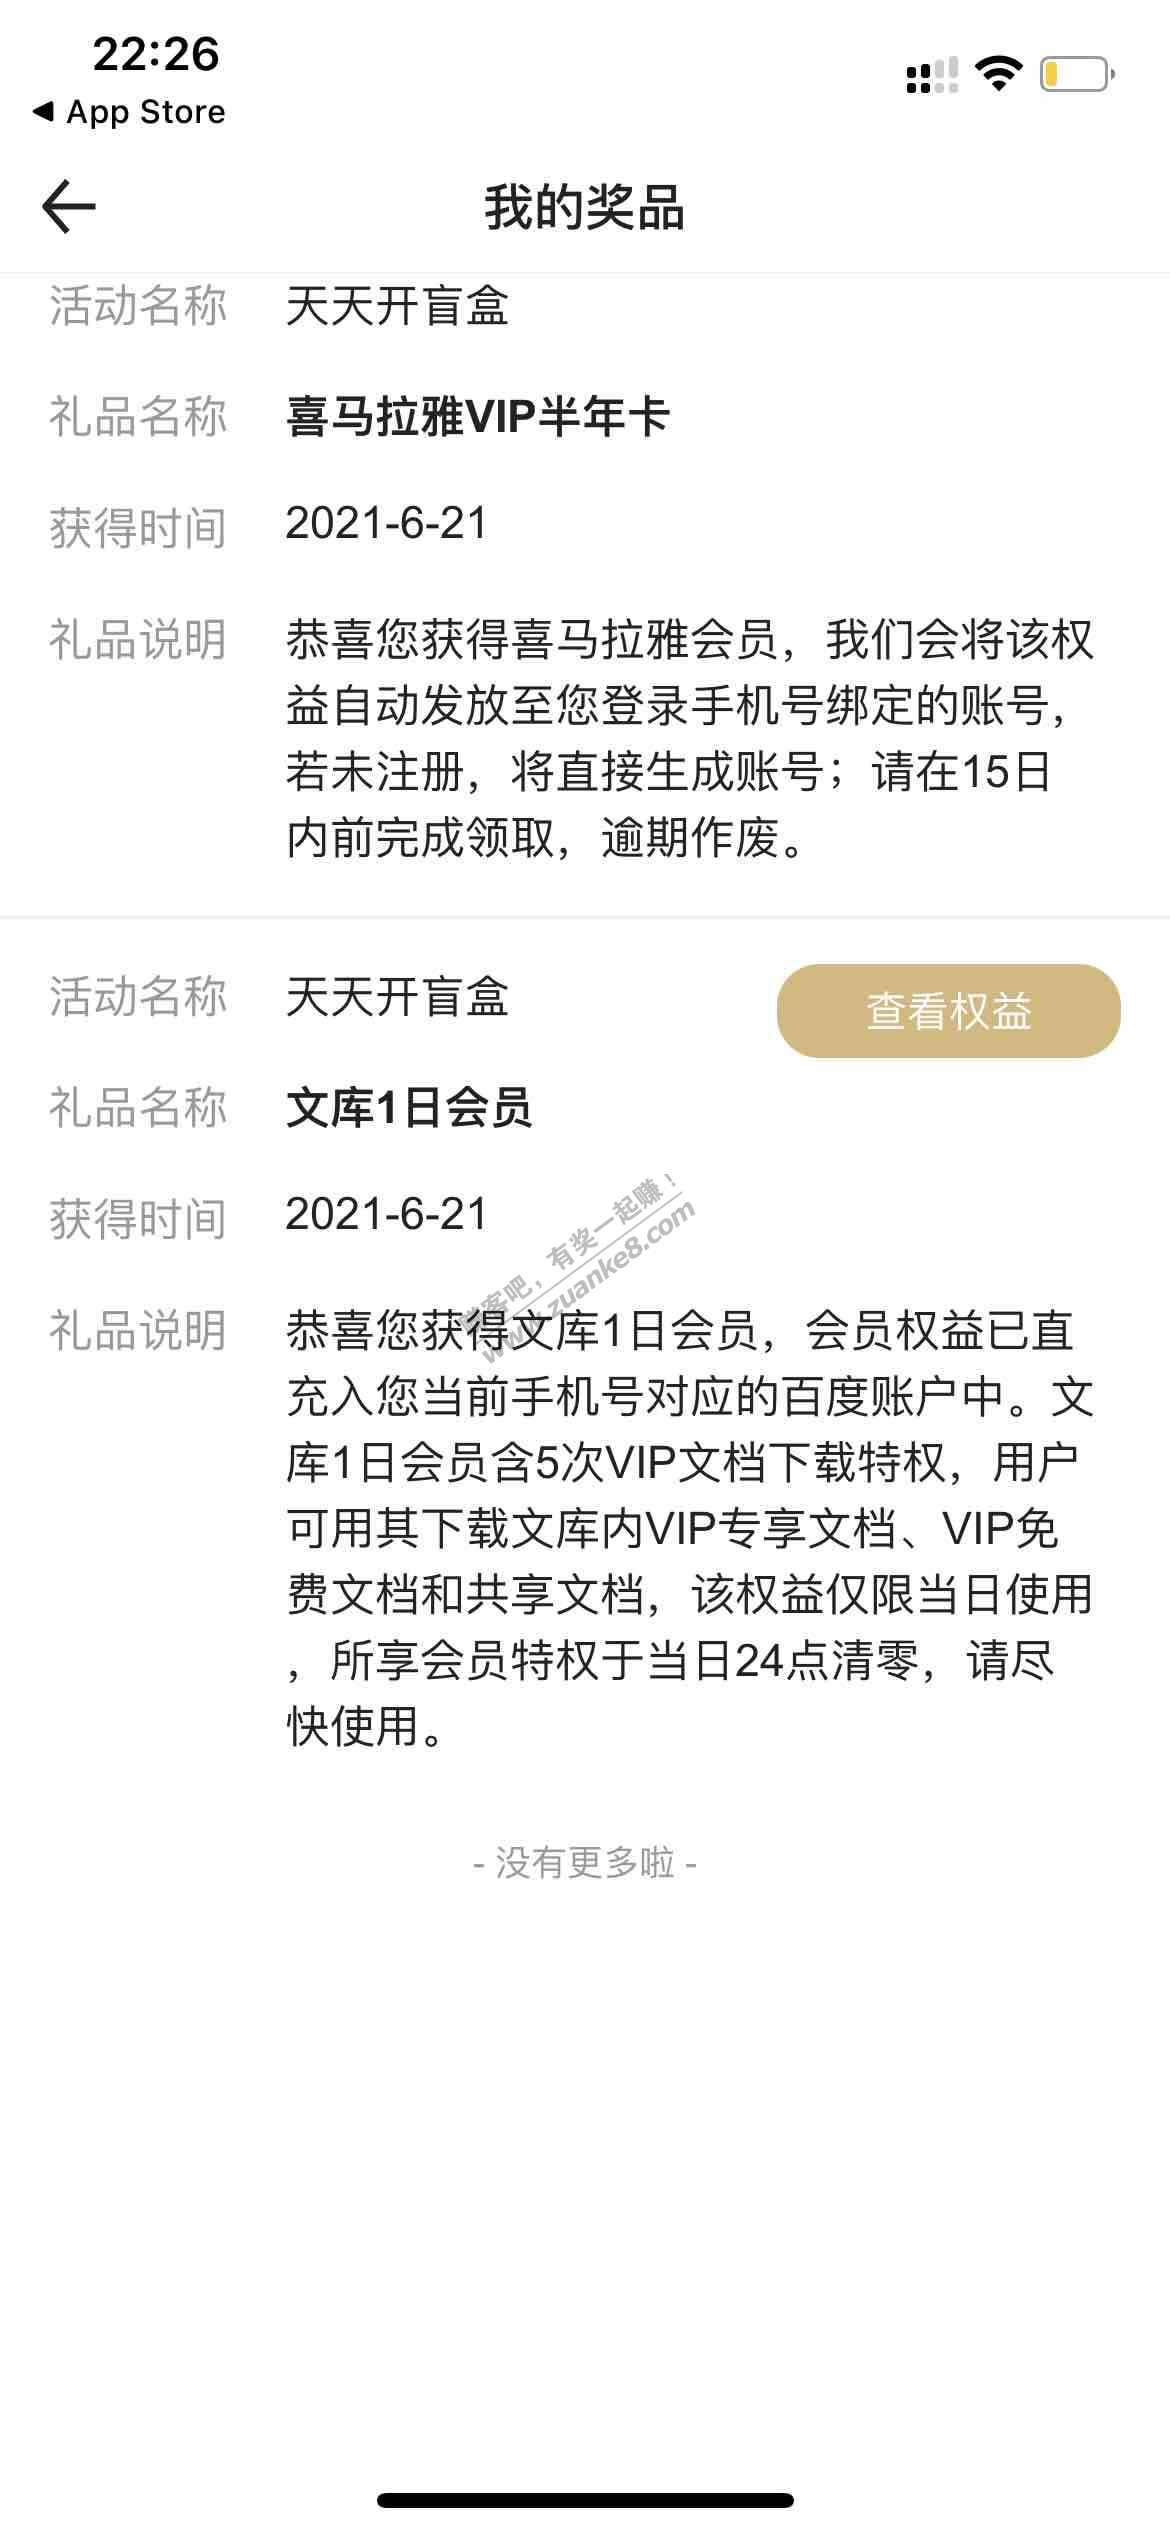 22:26
App Store
我的奖品
活动名称 天天开盲盒
礼品名称 喜马拉雅VIP半年卡
获得时间 2021-6-21
礼品说明 恭喜您获得喜马拉雅会员，我们会将该权
益自动发放至您登录手机号绑定的账号，
若未注册，将直接生成账号；请在15日
内前完成领取，逾期作废。
活动名称 天天开盲盒 查看权益
礼品名称 文库1日会员
获得时间 2021-6-21
赚客吧，有奖一起赚！
www.zuanke8.com
礼品说明 恭喜您获得文库1日会员，会员权益已直
充入您当前手机号对应的百度账户中。文
库1日会员含5次VIP文档下载特权，用户
可用其下载文库内VIP专享文档、VIP免
费文档和共享文档，该权益仅限当日使用
，所享会员特权于当日24点清零，请尽
快使用。
- 没有更多啦 -